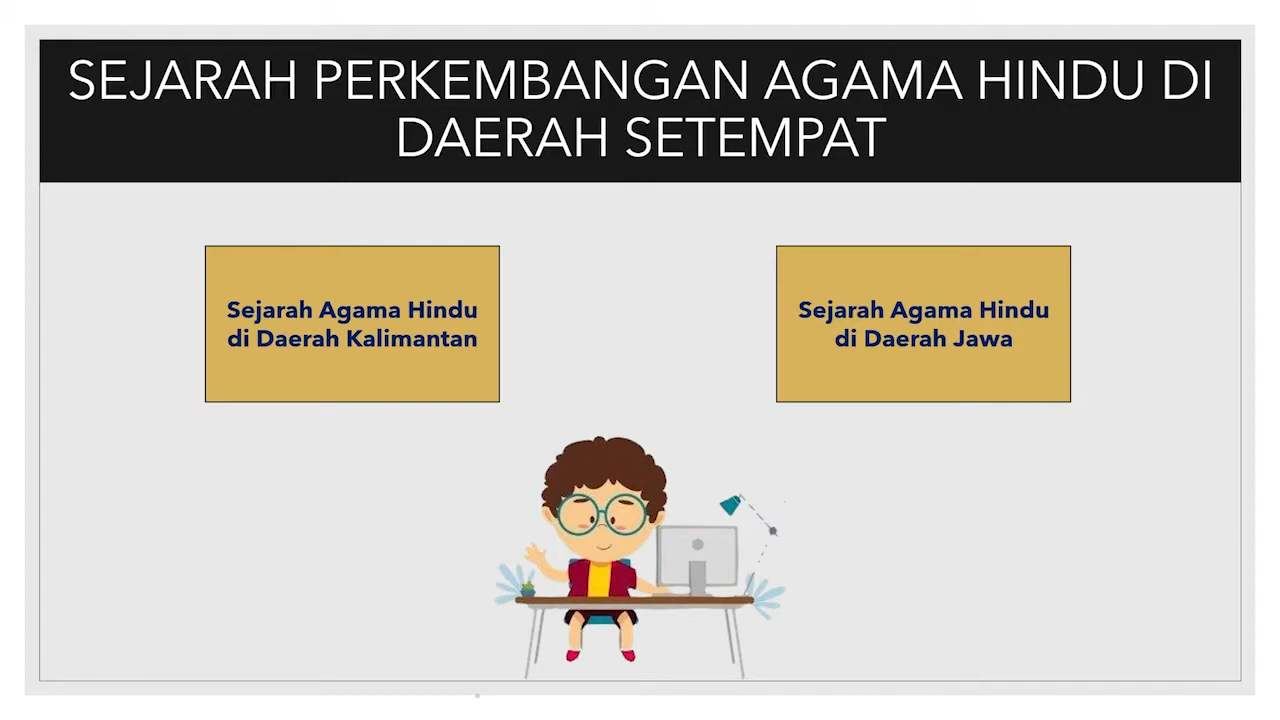 SEJARAH PERKEMBANGAN AGAMA HINDU DI
DAERAH SETEMPAT
Sejarah Agama Hindu
di Daerah Kalimantan
Sejarah Agama Hindu
di Daerah Jawa